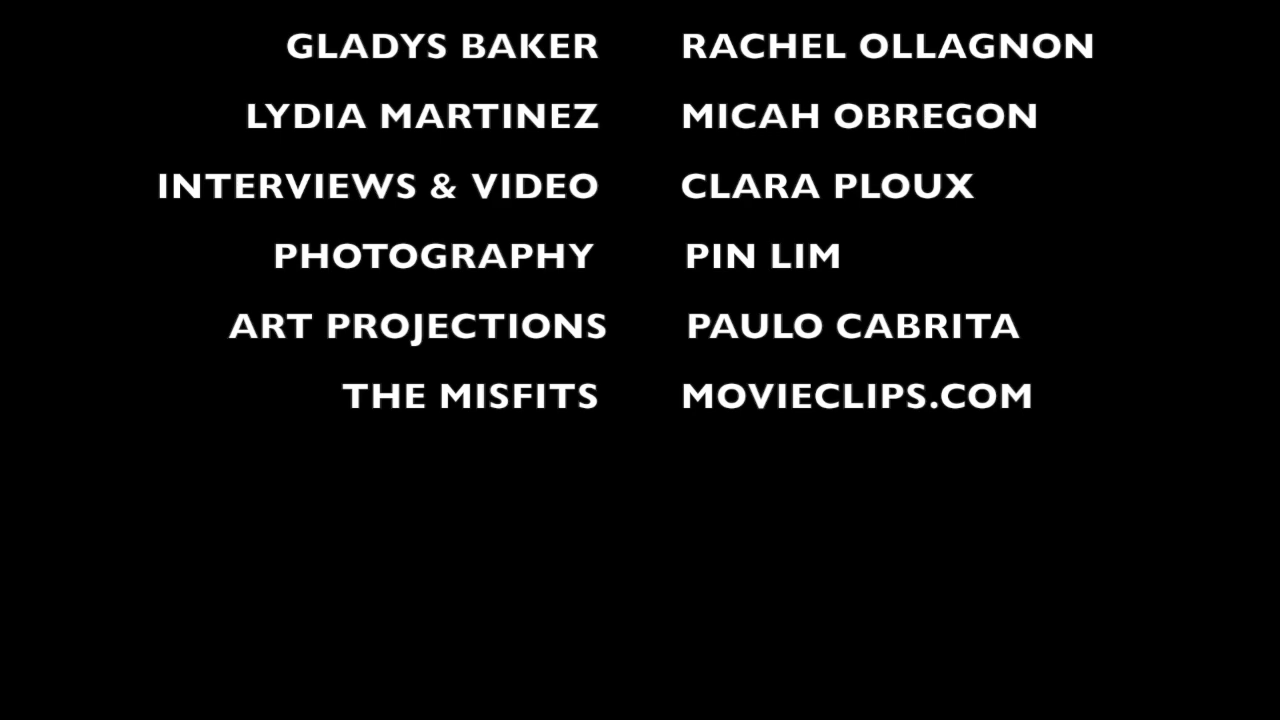 GLADYS BAKER RACHEL OLLAGNON
LYDIA MARTINEZ MICAH OBREGON
INTERVIEWS & VIDEO CLARA PLOUX
PHOTOGRAPHY PIN LIM
ART PROJECTIONS PAULO CABRITA
THE MISFITS MOVIECLIPS.COM